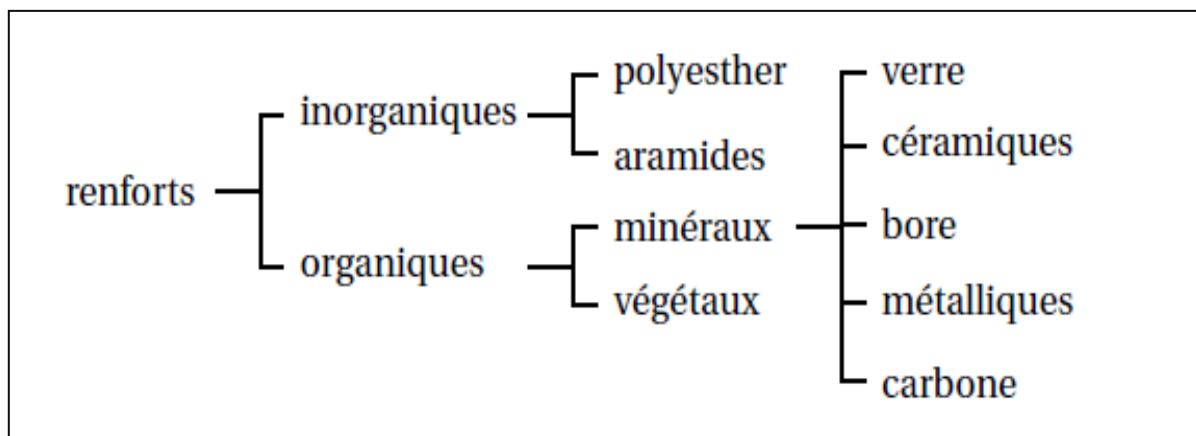 renforts
inorganiques
polyesther
aramides
organiques
minéraux
végétaux
verre
céramiques
bore
métalliques
carbone